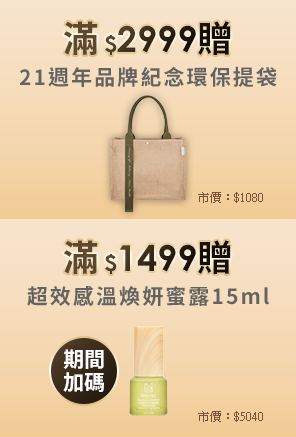 滿 $2999贈
21週年品牌紀念環保提袋
市價：$1080
滿 $1499贈
超效感溫煥妍蜜露15ml
期間
加碼
市價：$5040